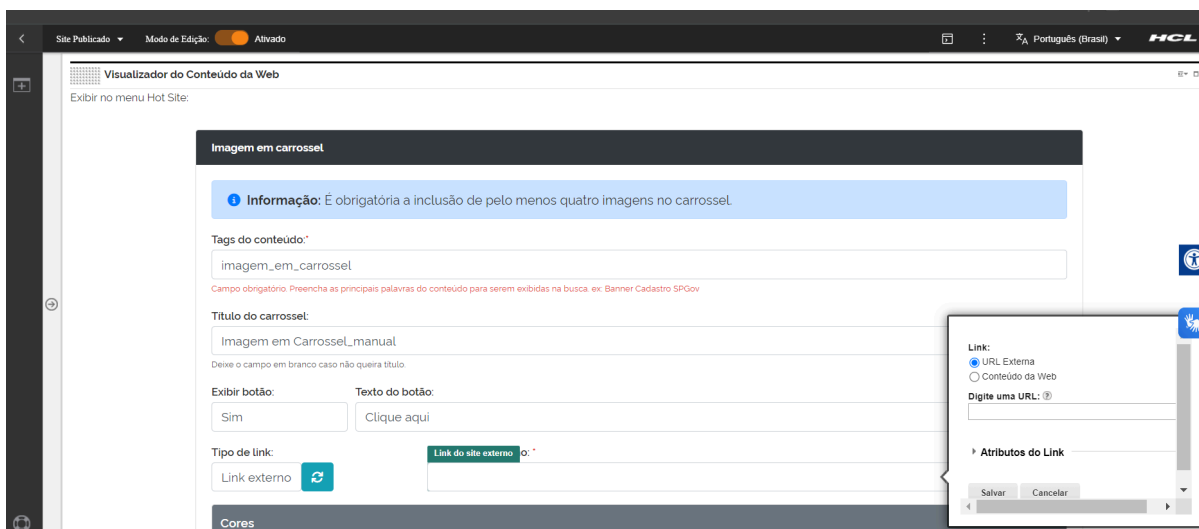 Site Publicado Modo de Edição: Ativado Português (Brasil) HCL
Visualizador do Conteúdo da Web
Exibir no menu Hot Site:
Imagem em carrossel
Informação: É obrigatória a inclusão de pelo menos quatro imagens no carrossel.
Tags do conteúdo:*
imagem_em_carrossel
Campo obrigatório. Preencha as principais palavras do conteúdo para serem exibidas na busca. ex: Banner Cadastro SPGov
Título do carrossel:
Imagem em Carrossel_manual
Deixe o campo em branco caso não queira título.
Exibir botão: Texto do botão:
Sim Clique aqui
Tipo de link: Link do site externo o: *
Link externo
Cores
Link:
URL Externa
Conteúdo da Web
Digite uma URL:
Atributos do Link
Salvar Cancelar